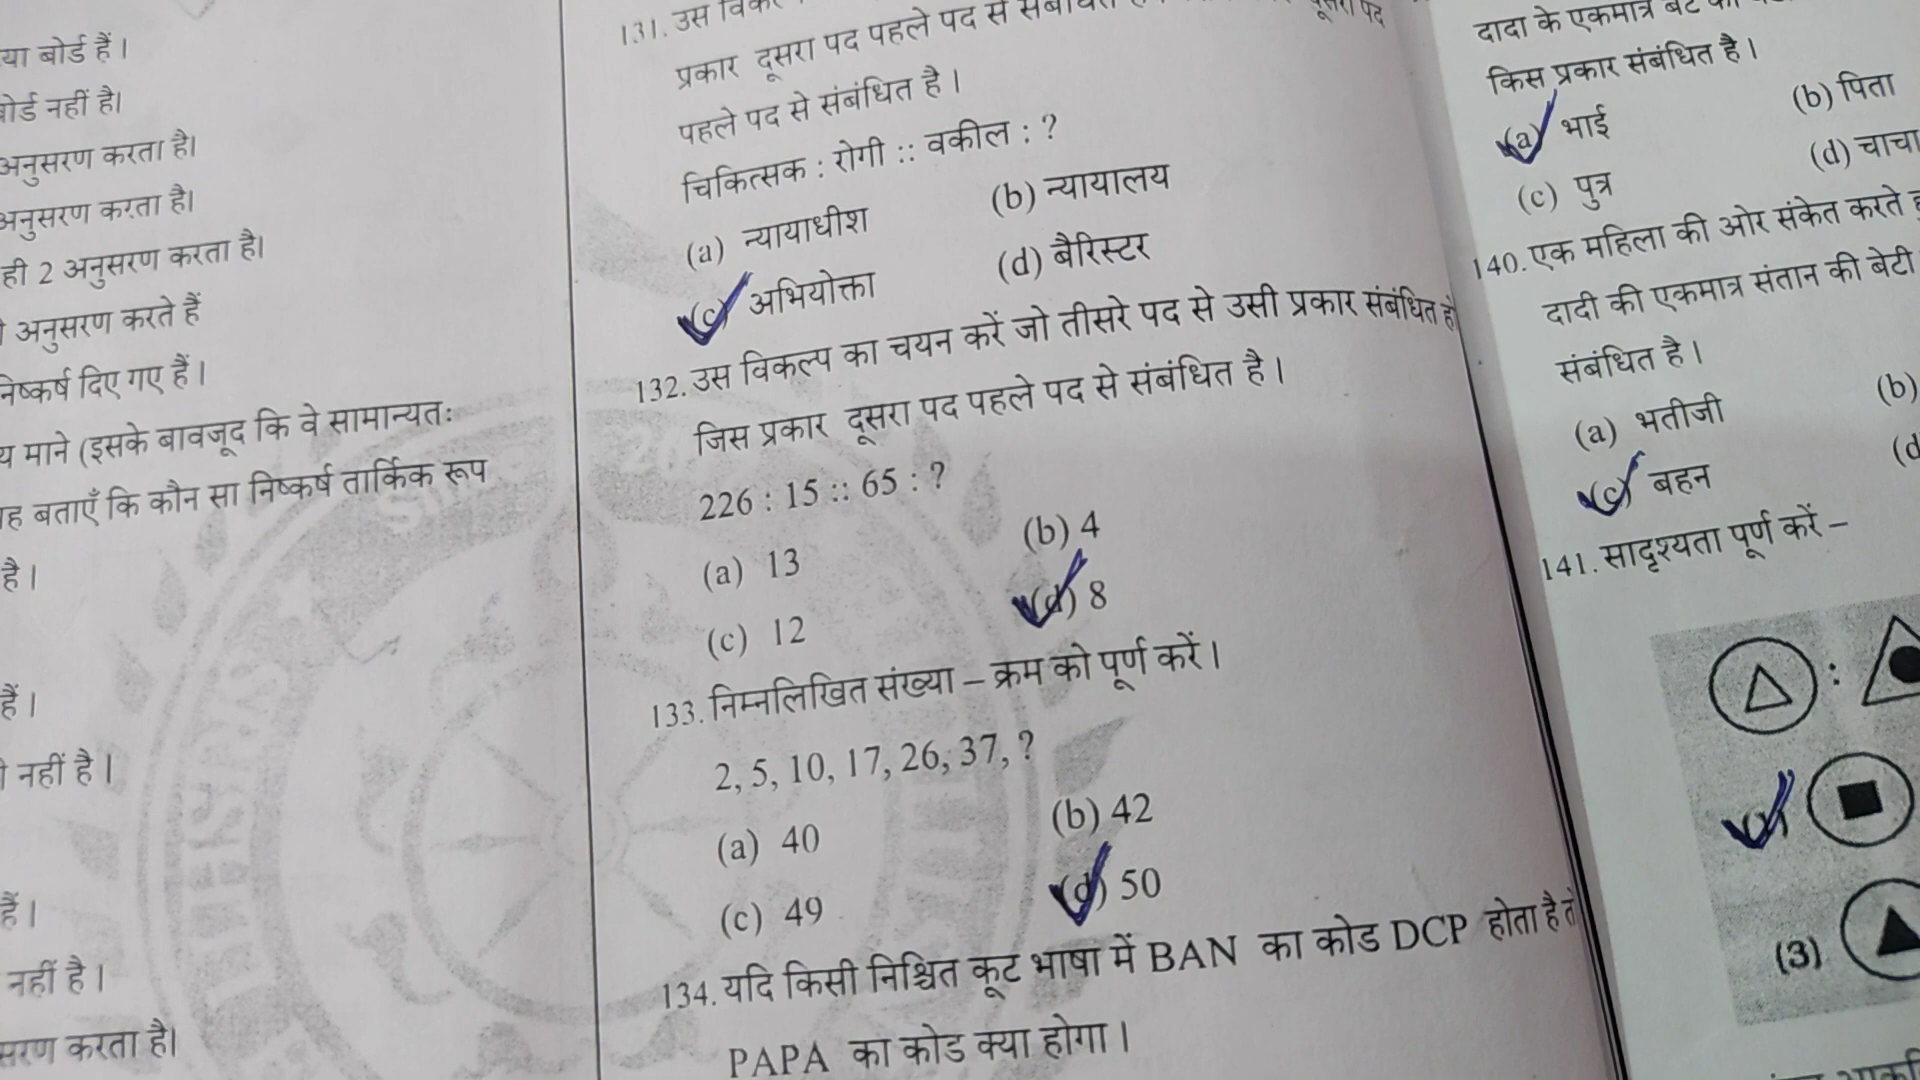 या बोर्ड हैं।
बोर्ड नहीं है।
अनुसरण करता है।
अनुसरण करता है।
ही 2 अनुसरण करता है।
अनुसरण करते हैं
निष्कर्ष दिए गए हैं।
माने (इसके बावजूद कि वे सामान्यतः
बताएँ कि कौन सा निष्कर्ष तार्किक रूप
है।
हैं।
नहीं है।
हैं।
नहीं है।
करता है।
131. उस
प्रकार दूसरा पद पहले पद से दूसरा पद
पहले पद से संबंधित है।
चिकित्सक : रोगी :: वकील : ?
(a) न्यायाधीश (b) न्यायालय
(c) अभियोक्ता (d) बैरिस्टर
132. उस विकल्प का चयन करें जो तीसरे पद से उसी प्रकार संबंधित हो
जिस प्रकार दूसरा पद पहले पद से संबंधित है।
226 : 15 :: 65 : ?
(a) 13 (b) 4
(c) 12 (d) 8
133. निम्नलिखित संख्या – क्रम को पूर्ण करें।
2, 5, 10, 17, 26, 37, ?
(a) 40 (b) 42
(c) 49 (d) 50
134. यदि किसी निश्चित कूट भाषा में BAN का कोड DCP होता है
PAPA का कोड क्या होगा।
दादा के एकमात्र
किस प्रकार संबंधित है।
(a) भाई (b) पिता
(c) पुत्र (d) चाचा
140. एक महिला की ओर संकेत करते
दादी की एकमात्र संतान की बेटी
संबंधित है।
(a) भतीजी (b)
(c) बहन
141. सादृश्यता पूर्ण करें –
:
(3)